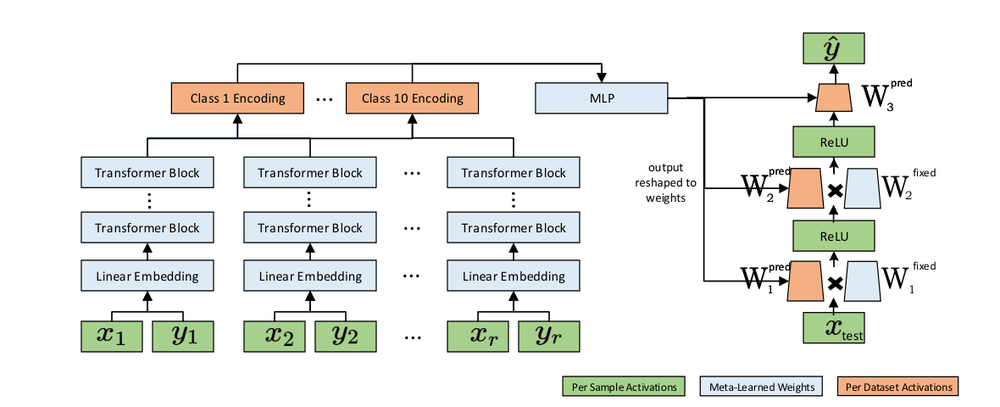 ŷ
W₃ᵖʳᵉᵈ
Class 1 Encoding ... Class 10 Encoding MLP
ReLU
output
reshaped to
weights
Transformer Block Transformer Block ... Transformer Block
W₂ᵖʳᵉᵈ × W₂ᶠⁱˣᵉᵈ
Transformer Block Transformer Block ... Transformer Block
ReLU
Linear Embedding Linear Embedding ... Linear Embedding
W₁ᵖʳᵉᵈ × W₁ᶠⁱˣᵉᵈ
x₁ y₁ x₂ y₂ ... xᵣ yᵣ
x_test
Per Sample Activations Meta-Learned Weights Per Dataset Activations